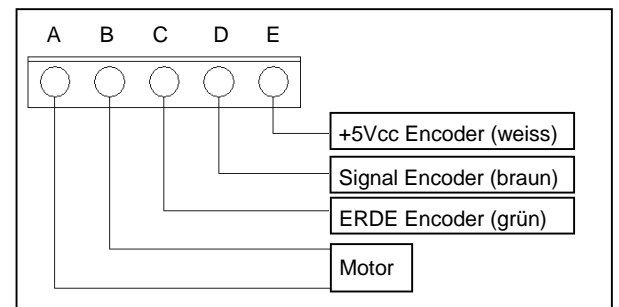 A B C D E
+5Vcc Encoder (weiss)
Signal Encoder (braun)
ERDE Encoder (grün)
Motor